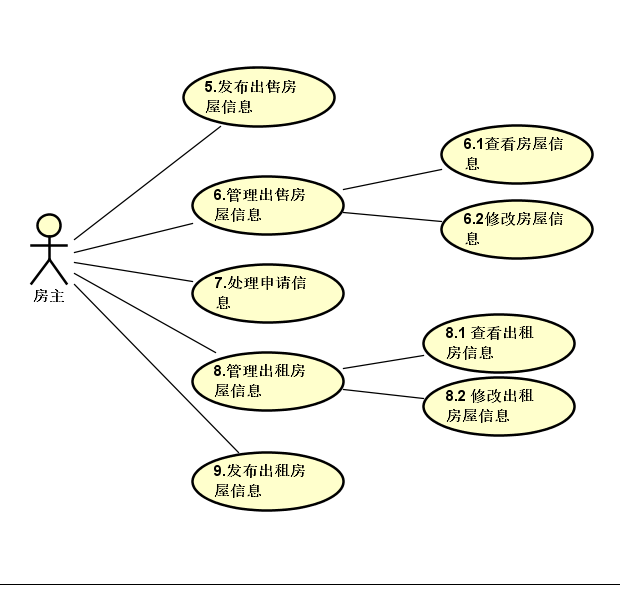 5.发布出售房
屋信息
6.1查看房屋信
息
6.管理出售房
屋信息
6.2修改房屋信
息
房主
7.处理申请信
息
8.1 查看出租
房信息
8.管理出租房
屋信息
8.2 修改出租
房屋信息
9.发布出租房
屋信息